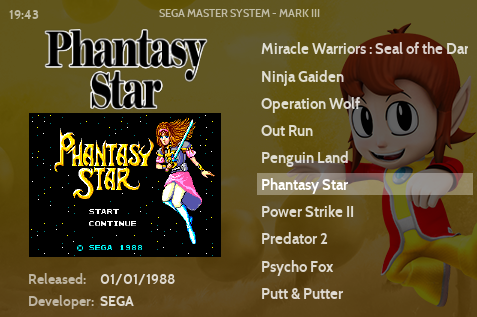 19:43
SEGA MASTER SYSTEM - MARK III
Phantasy
Star
PHANTASY
STAR
START
CONTINUE
© SEGA 1988
Released: 01/01/1988
Developer: SEGA
Miracle Warriors : Seal of the Dar
Ninja Gaiden
Operation Wolf
Out Run
Penguin Land
Phantasy Star
Power Strike II
Predator 2
Psycho Fox
Putt & Putter